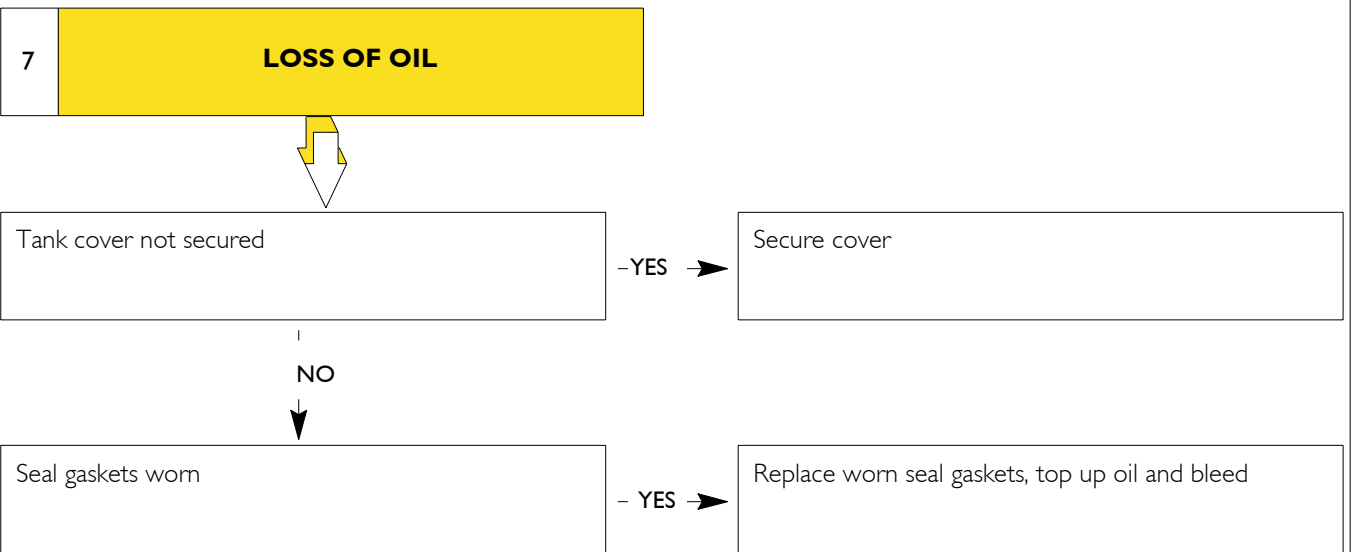 7
LOSS OF OIL
Tank cover not secured
YES
Secure cover
NO
Seal gaskets worn
YES
Replace worn seal gaskets, top up oil and bleed